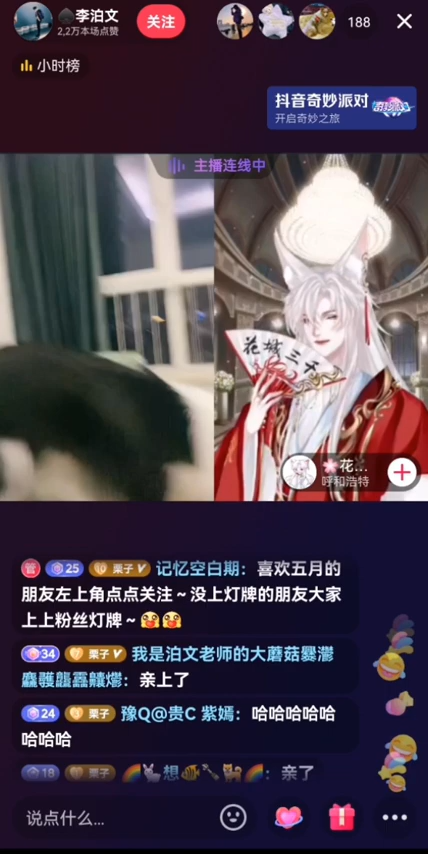 ♠李泊文
2.2万本场点赞
关注
188
小时榜
抖音奇妙派对
开启奇妙之旅
主播连线中
花城三千
🌸花...
呼和浩特
管 25 栗子V 记忆空白期：喜欢五月的
朋友左上角点点关注~没上灯牌的朋友大家
上上粉丝灯牌~
34 栗子V 我是泊文老师的大蘑菇
：亲上了
24 栗子 豫Q@贵C 紫嫣：哈哈哈哈哈
哈哈哈
18 栗子 🌈🐇想🐠🦴🐈🌈：亲了
说点什么...